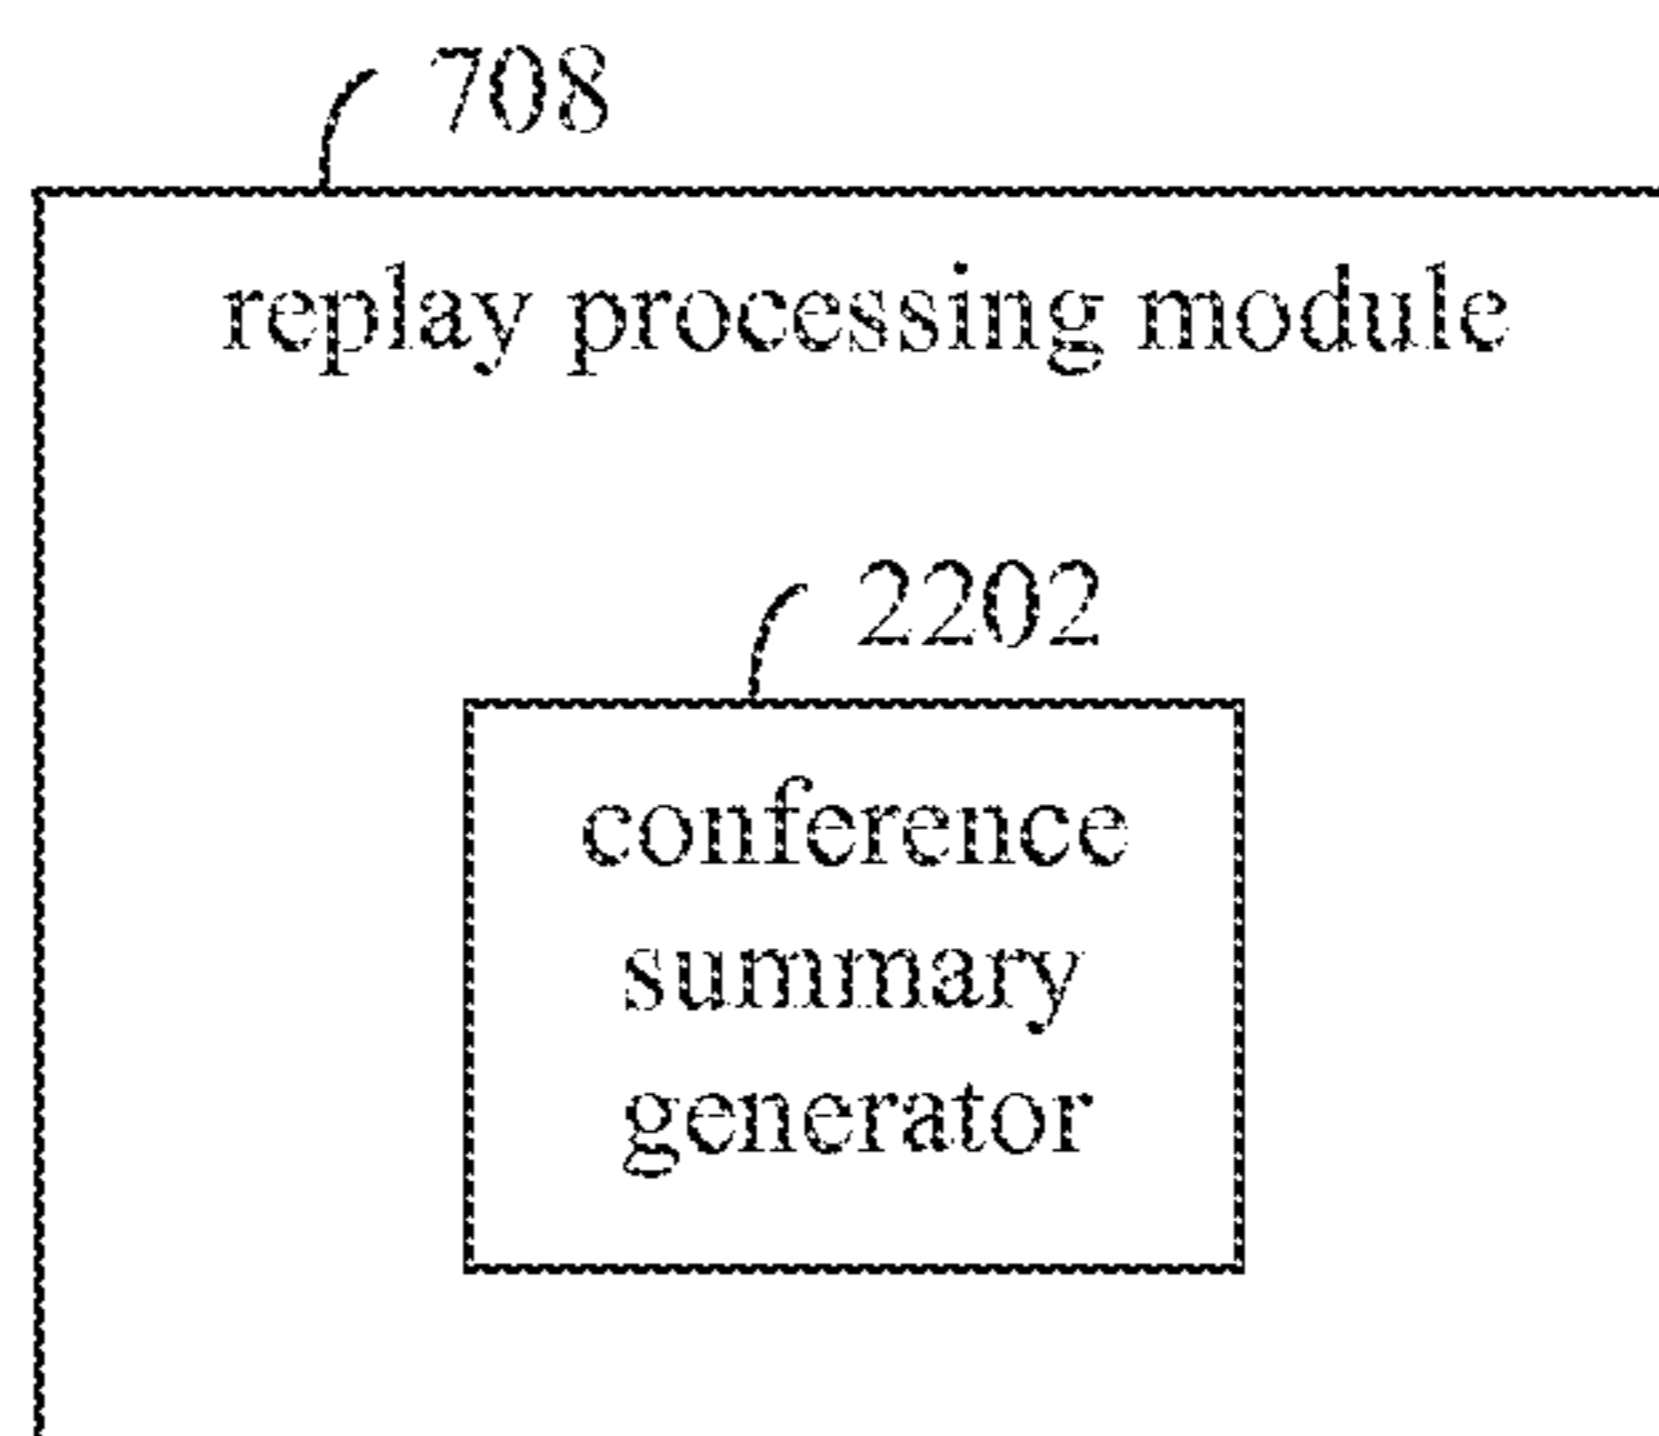 708
replay processing module
2202
conference
summary
generator